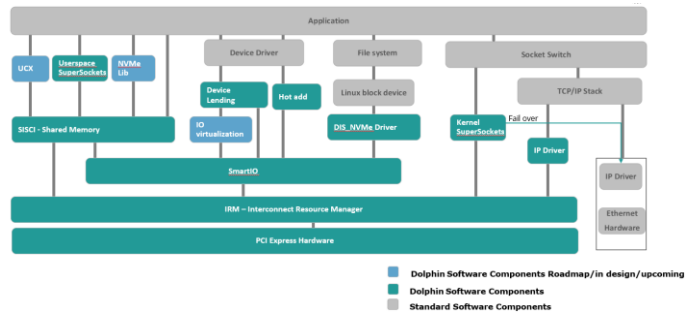 Application
Device Driver
File system
Socket Switch
UCX
Userspace
SuperSockets
NVMe
Lib
Device
Lending
Hot add
Linux block device
TCP/IP Stack
SISCI - Shared Memory
IO
virtualization
DIS_NVMe Driver
Kernel
SuperSockets
Fail over
IP Driver
IP Driver
SmartIO
IRM – Interconnect Resource Manager
Ethernet
Hardware
PCI Express Hardware
Dolphin Software Components Roadmap/in design/upcoming
Dolphin Software Components
Standard Software Components